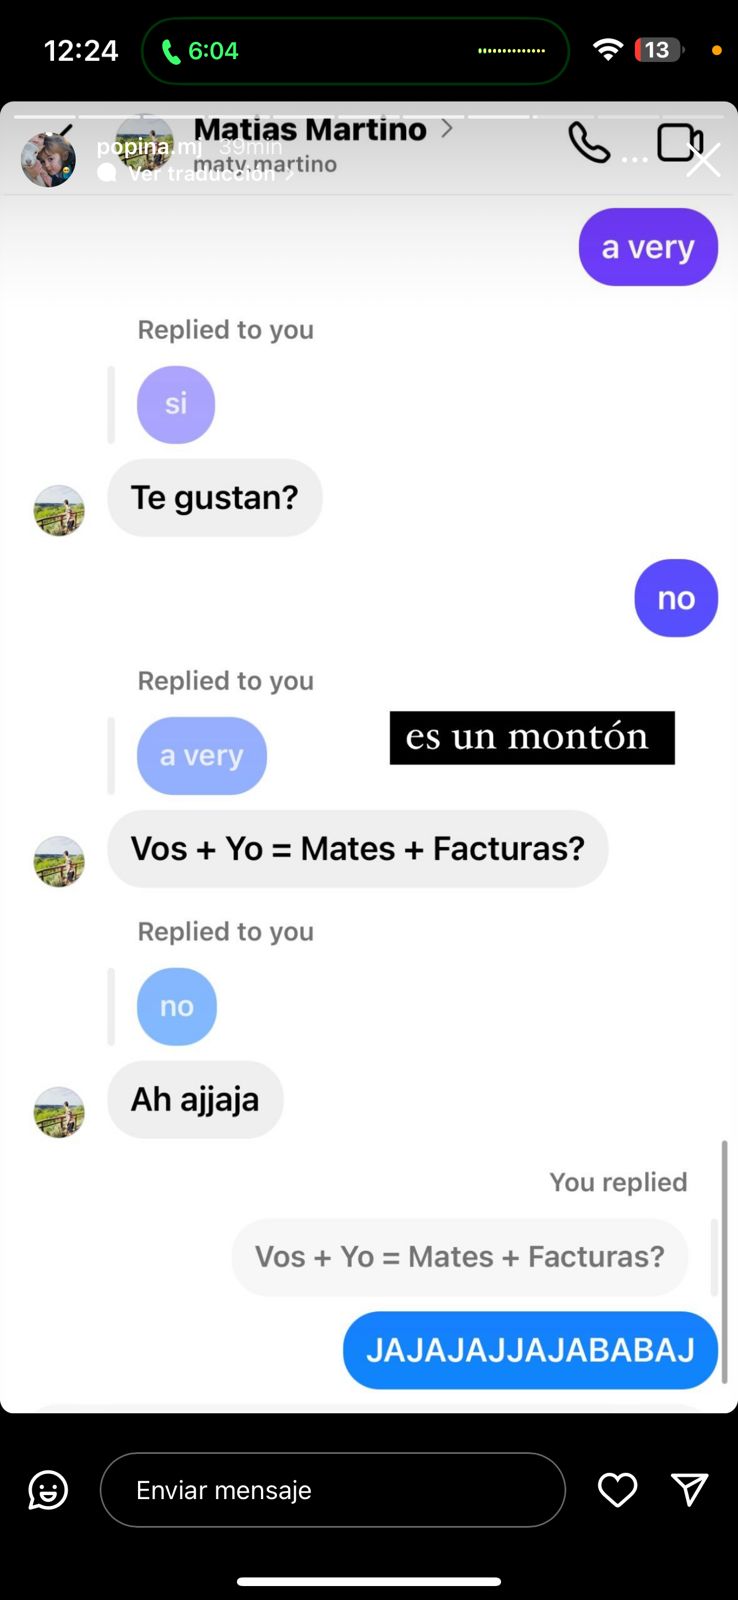 12:24
6:04
13
Matias Martino
popina.mj 39min
maty.martino
Ver traducción
a very
Replied to you
si
Te gustan?
no
Replied to you
a very
es un montón
Vos + Yo = Mates + Facturas?
Replied to you
no
Ah ajjaja
You replied
Vos + Yo = Mates + Facturas?
JAJAJAJJAJABABAJ
Enviar mensaje